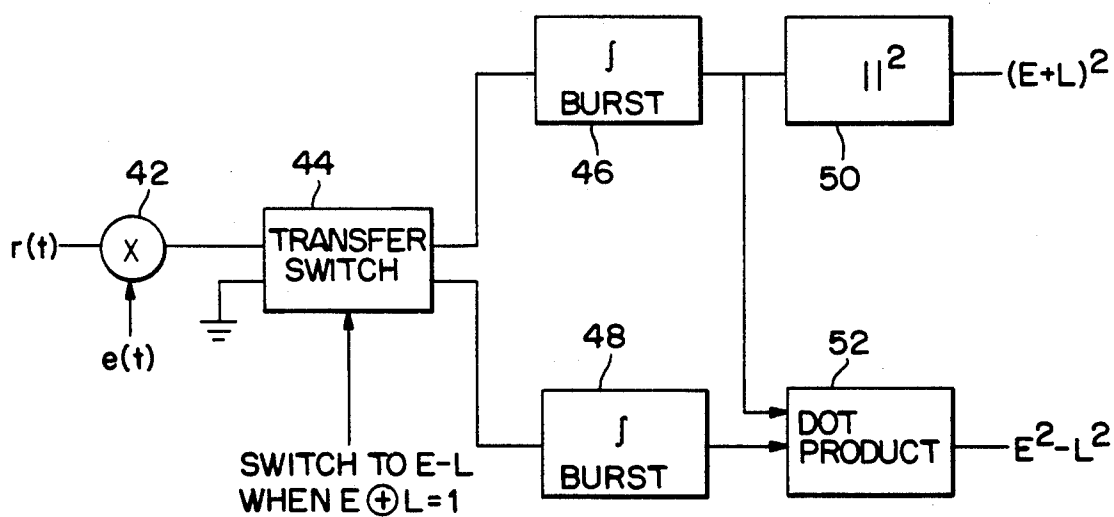 ∫
BURST
46
||²
50
(E+L)²
42
r(t)
X
e(t)
44
TRANSFER
SWITCH
SWITCH TO E-L
WHEN E⊕L=1
48
∫
BURST
52
DOT
PRODUCT
E²-L²